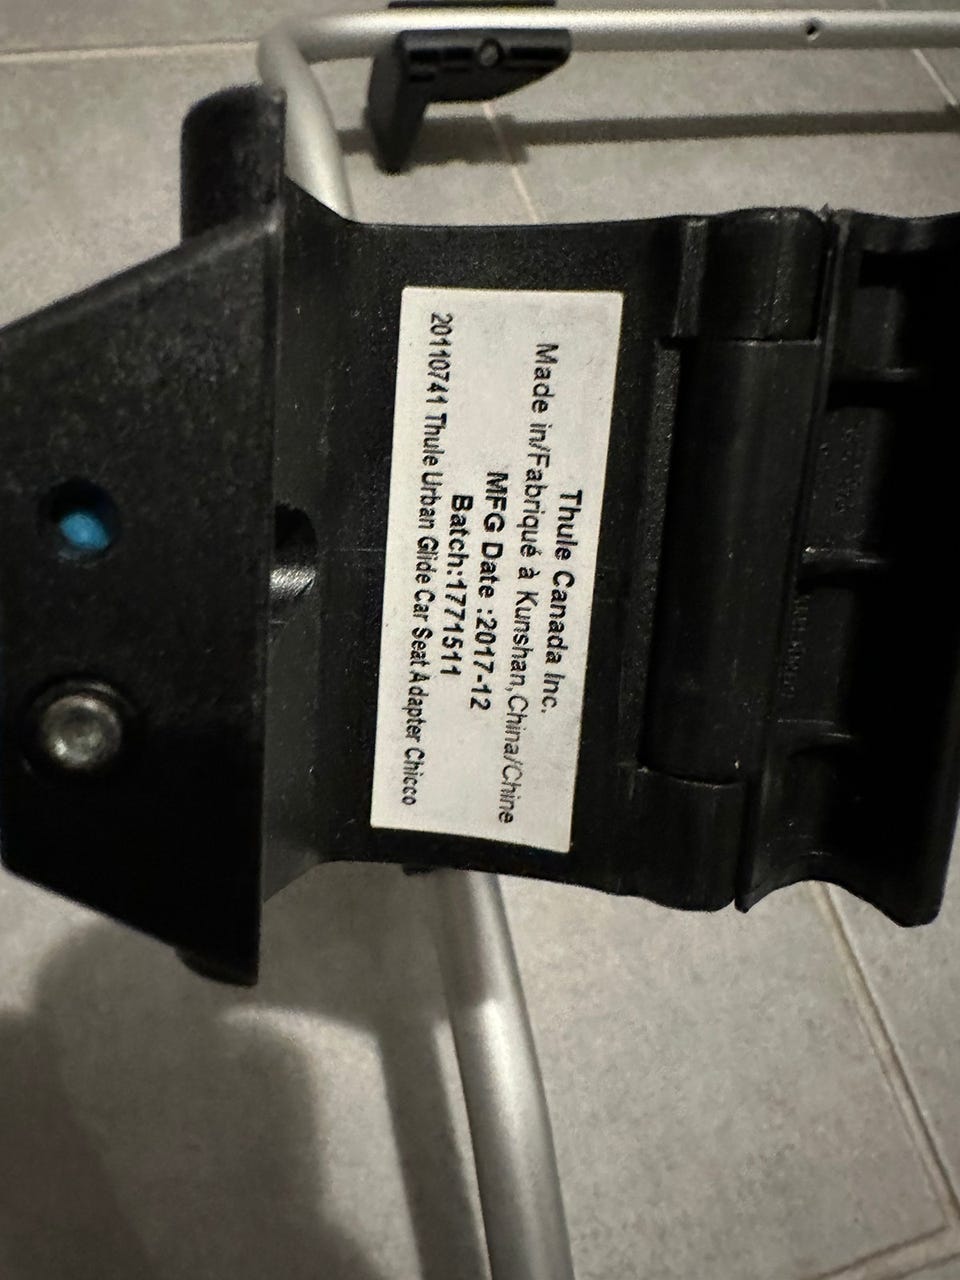 Thule Canada Inc.
Made in/Fabriqué à Kunshan,China/Chine
MFG Date :2017-12
Batch:1771511
20110741 Thule Urban Glide Car Seat Adapter Chicco